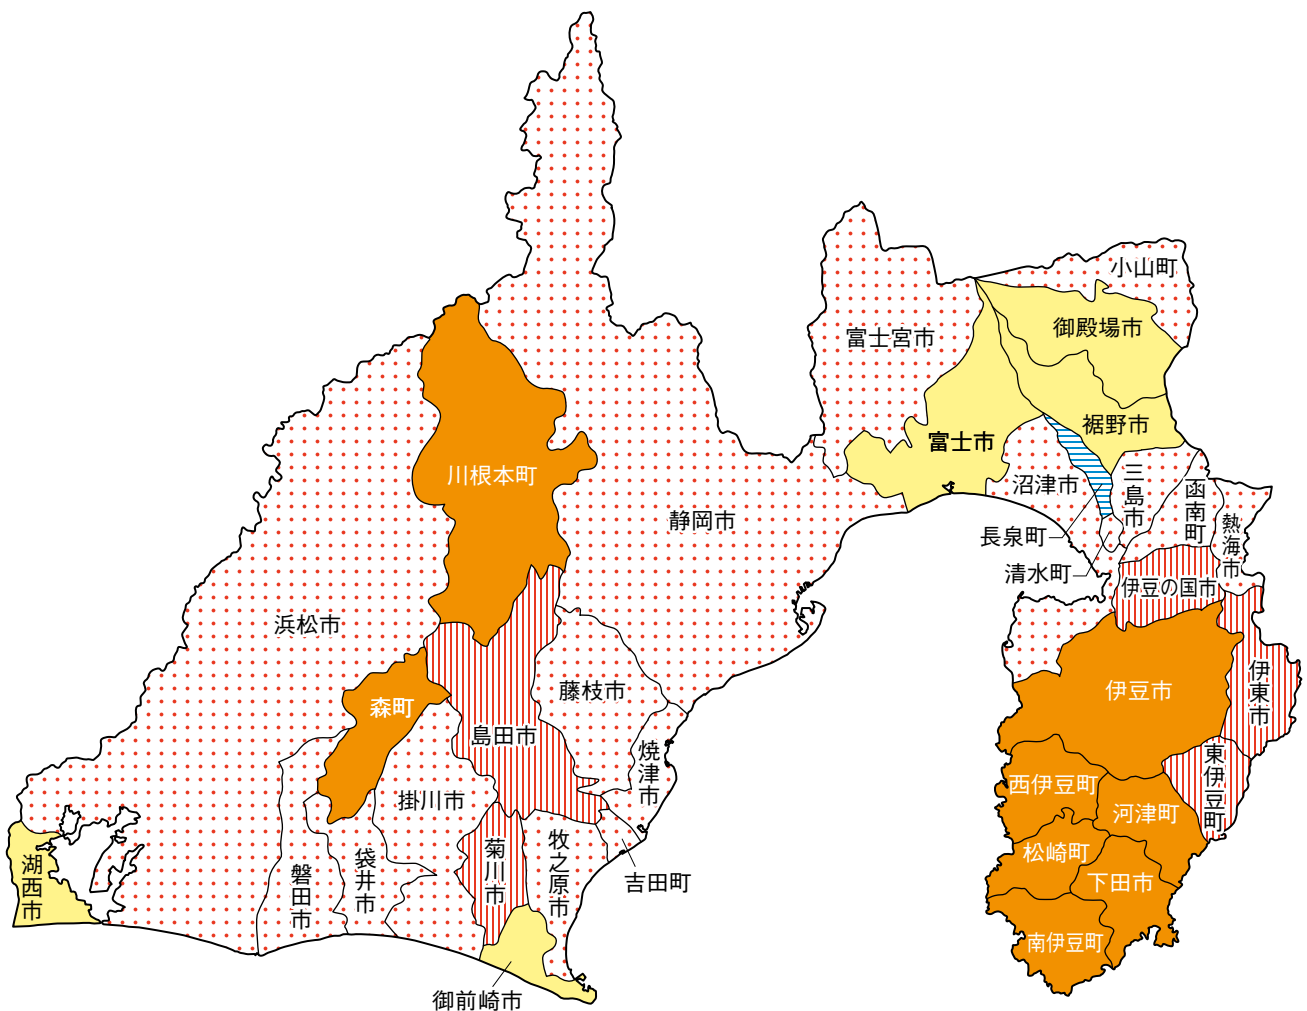 小山町
御殿場市
富士宮市
裾野市
富士市
川根本町
沼津市
三島市
函南町
静岡市
熱海市
長泉町
清水町
伊豆の国市
浜松市
伊豆市
伊東市
藤枝市
森町
島田市
焼津市
東伊豆町
西伊豆町
掛川市
河津町
松崎町
牧之原市
菊川市
湖西市
袋井市
磐田市
吉田町
下田市
南伊豆町
御前崎市